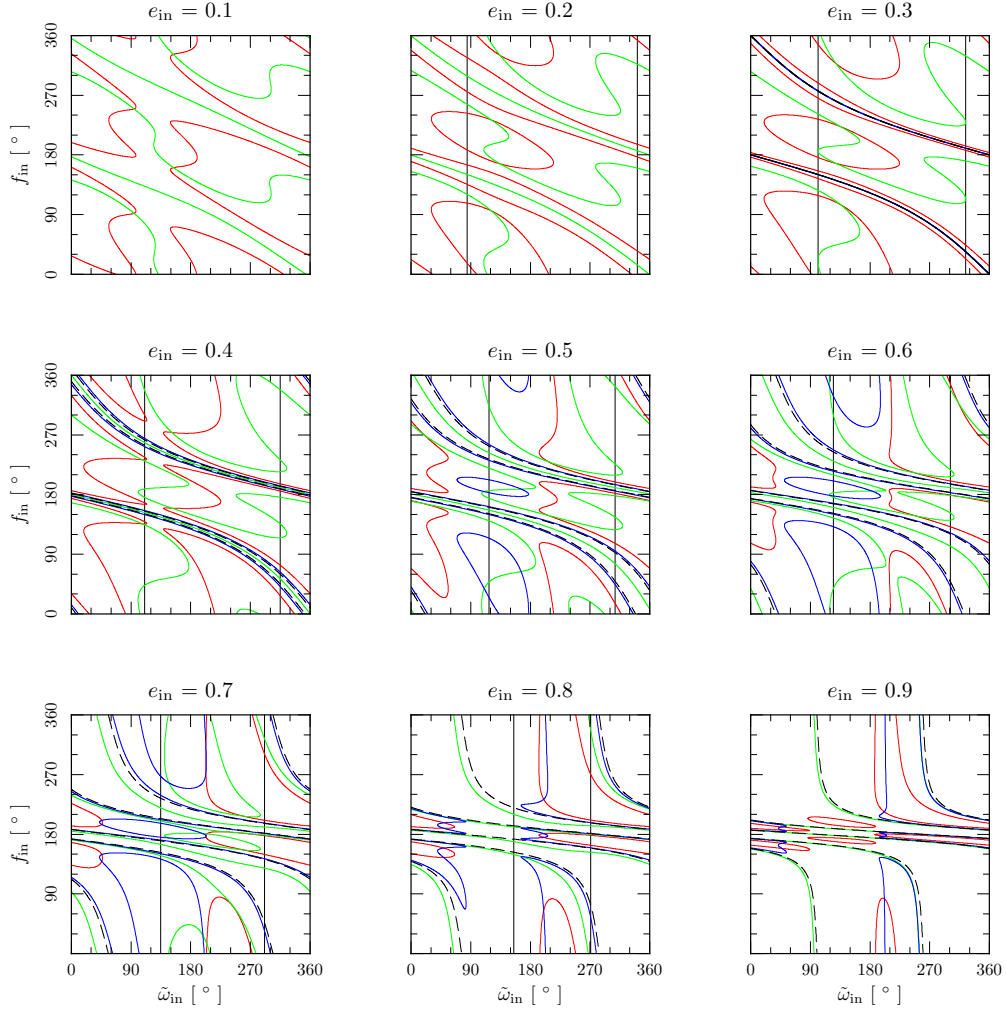 e_in = 0.1 e_in = 0.2 e_in = 0.3
360
270
180
90
0
f_in [ ° ]
e_in = 0.4 e_in = 0.5 e_in = 0.6
360
270
180
90
0
f_in [ ° ]
e_in = 0.7 e_in = 0.8 e_in = 0.9
360
270
180
90
f_in [ ° ]
0 90 180 270 360 0 90 180 270 360 0 90 180 270 360
ω̃_in [ ° ] ω̃_in [ ° ] ω̃_in [ ° ]